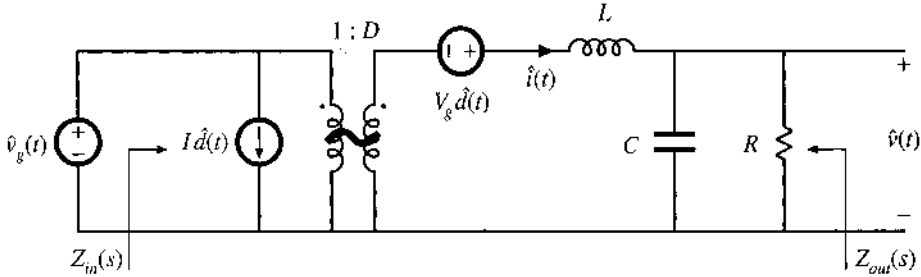 1 : D
L
+
− +
î(t)
V_g d̂(t)
v̂_g(t)
+
−
I d̂(t)
C
R
v̂(t)
−
Z_in(s)
Z_out(s)